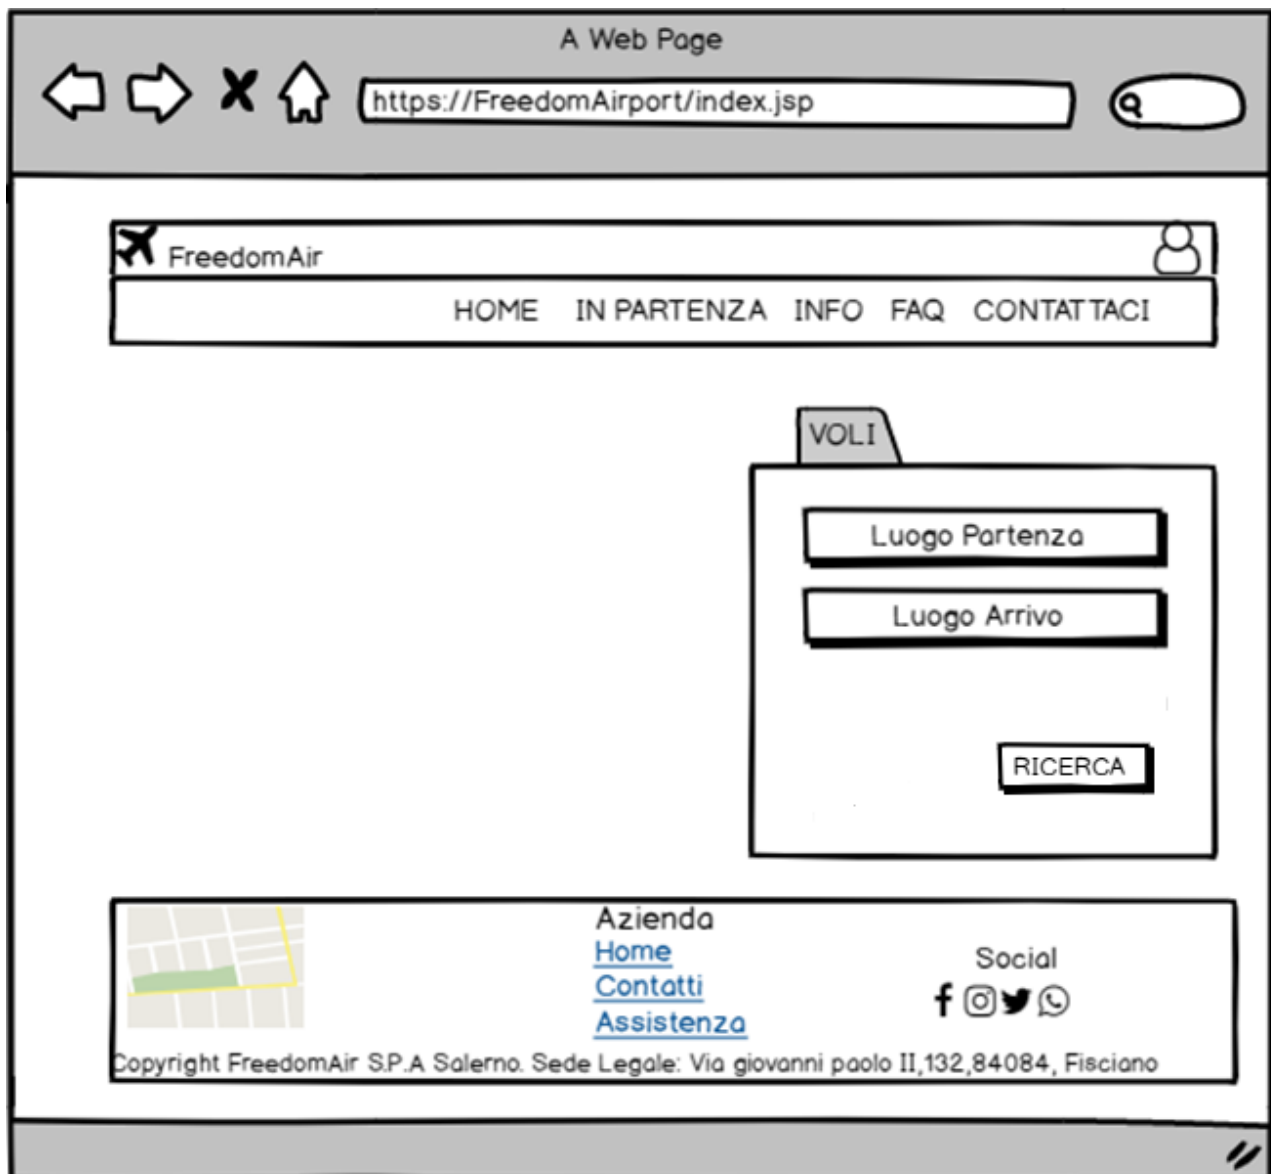 A Web Page
https://FreedomAirport/index.jsp
FreedomAir
HOME IN PARTENZA INFO FAQ CONTATTACI
VOLI
Luogo Partenza
Luogo Arrivo
RICERCA
Azienda
Home
Contatti
Assistenza
Social
Copyright FreedomAir S.P.A Salerno. Sede Legale: Via giovanni paolo II,132,84084, Fisciano